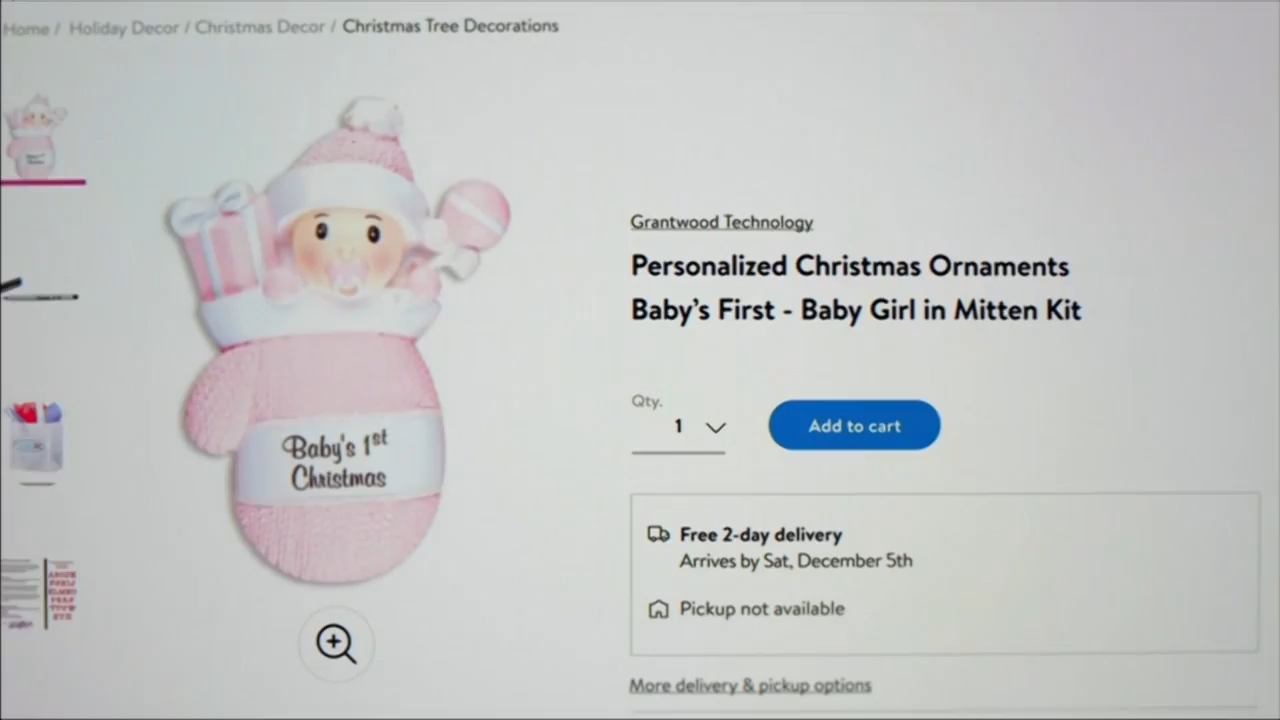 Home / Holiday Decor / Christmas Decor / Christmas Tree Decorations
Grantwood Technology
Personalized Christmas Ornaments
Baby's First - Baby Girl in Mitten Kit
Qty.
1
Add to cart
Baby's 1st
Christmas
Free 2-day delivery
Arrives by Sat, December 5th
Pickup not available
More delivery & pickup options